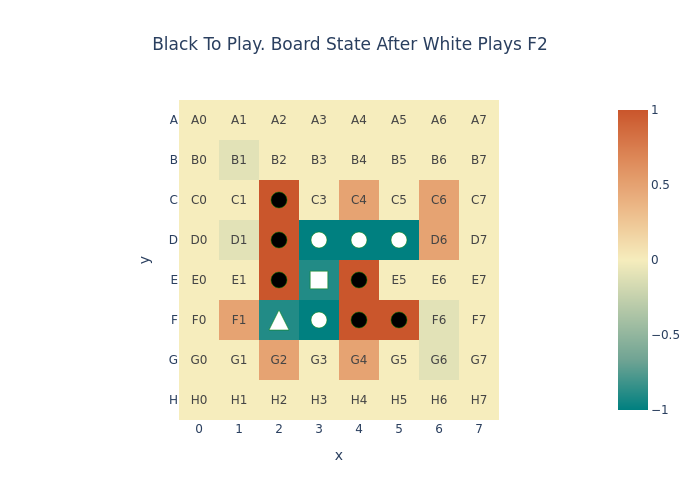 Black To Play. Board State After White Plays F2
A A0 A1 A2 A3 A4 A5 A6 A7
B B0 B1 B2 B3 B4 B5 B6 B7
C C0 C1 C3 C4 C5 C6 C7
D D0 D1 D6 D7
E E0 E1 E5 E6 E7
F F0 F1 F6 F7
G G0 G1 G2 G3 G4 G5 G6 G7
H H0 H1 H2 H3 H4 H5 H6 H7
0 1 2 3 4 5 6 7
x
y
1
0.5
0
−0.5
−1